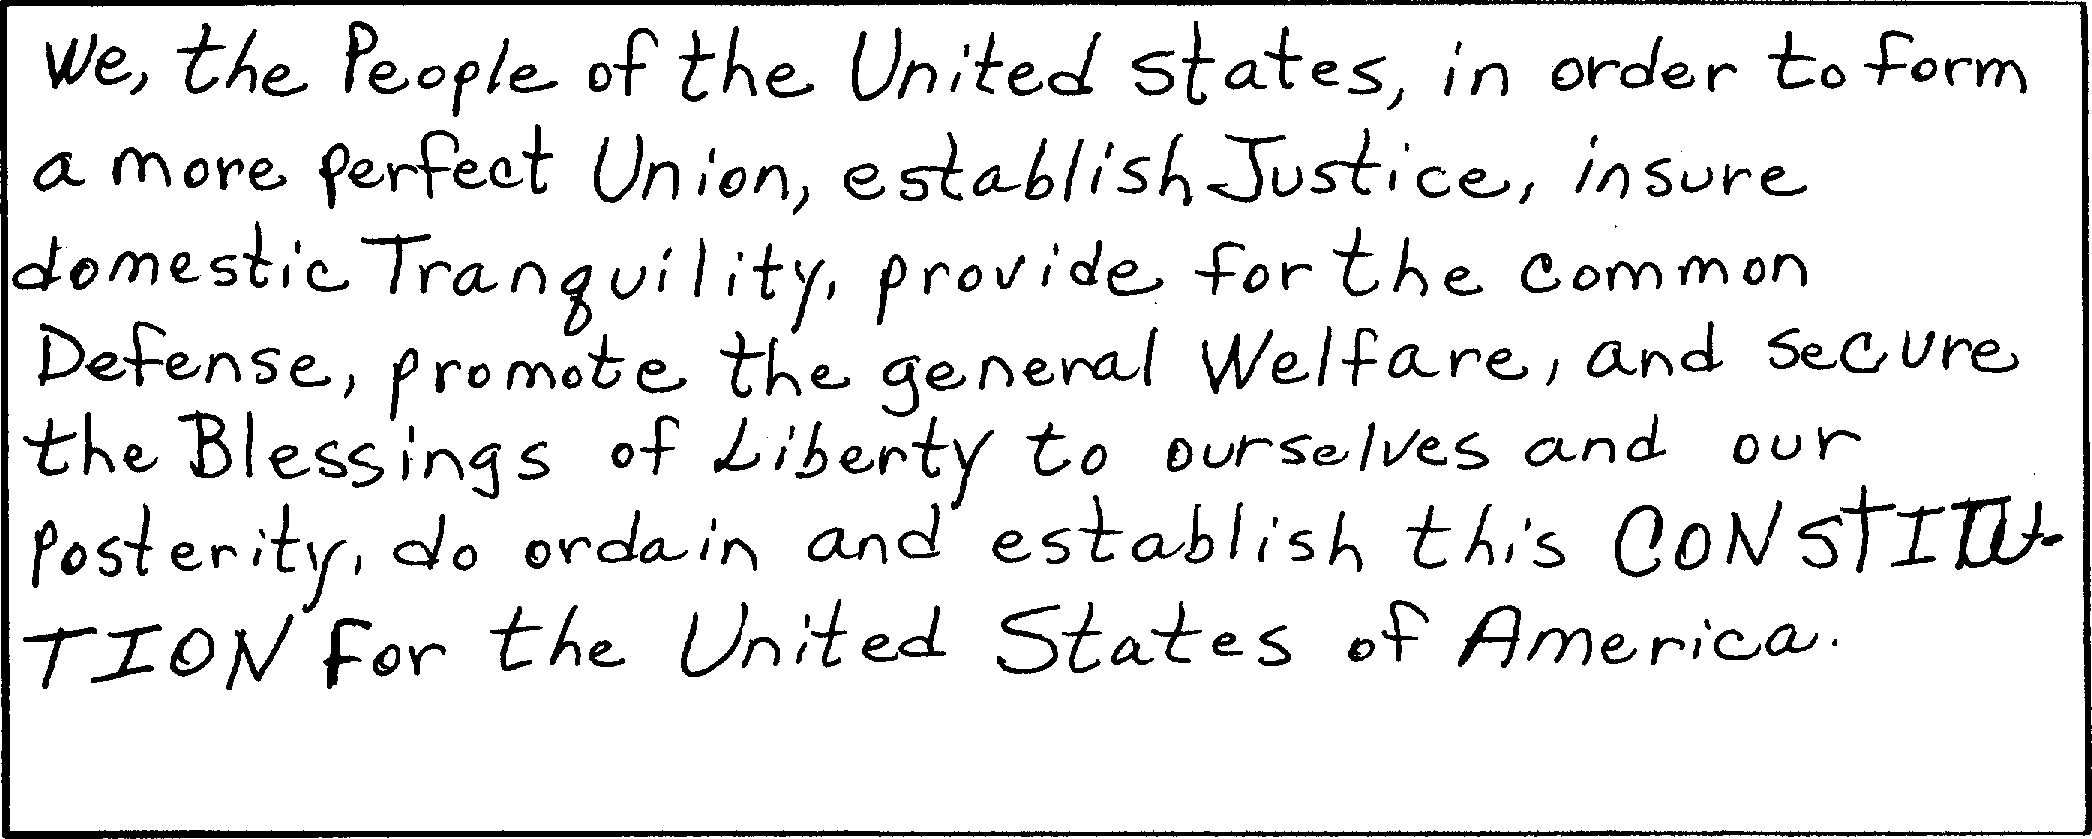 We, the People of the United States, in order to form
a more perfect Union, establish Justice, insure
domestic Tranquility, provide for the common
Defense, promote the general Welfare, and secure
the Blessings of Liberty to ourselves and our
Posterity, do ordain and establish this CONSTITU-
TION for the United States of America.